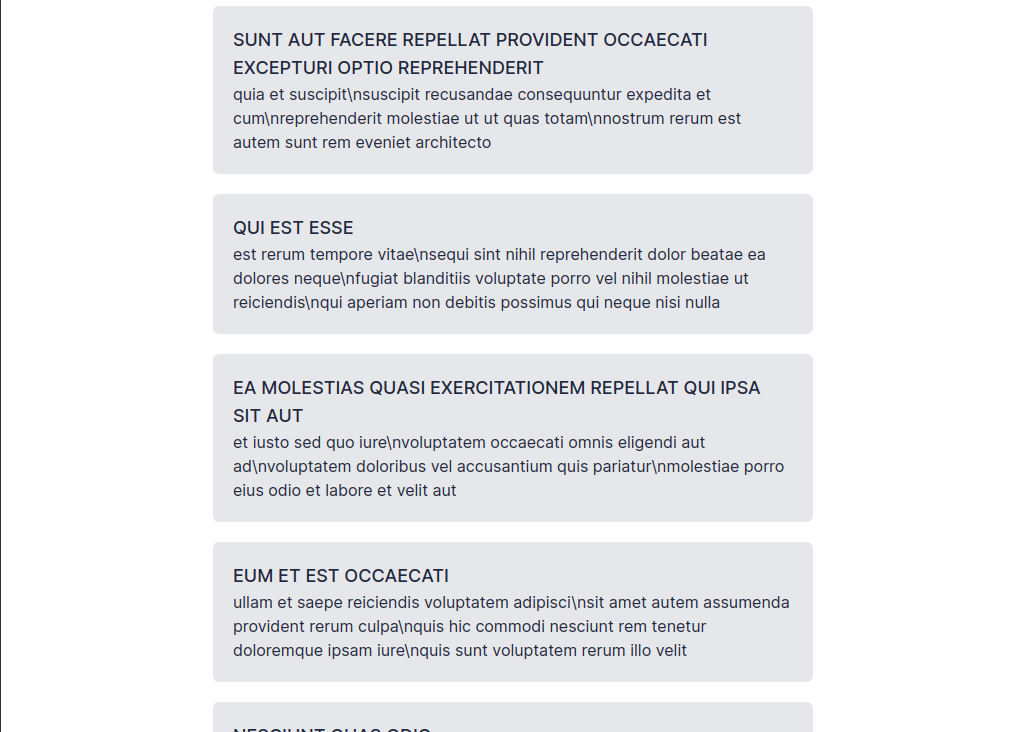 SUNT AUT FACERE REPELLAT PROVIDENT OCCAECATI
EXCEPTURI OPTIO REPREHENDERIT
quia et suscipit\nsuscipit recusandae consequuntur expedita et
cum\nreprehenderit molestiae ut ut quas totam\nnostrum rerum est
autem sunt rem eveniet architecto
QUI EST ESSE
est rerum tempore vitae\nsequi sint nihil reprehenderit dolor beatae ea
dolores neque\nfugiat blanditiis voluptate porro vel nihil molestiae ut
reiciendis\nqui aperiam non debitis possimus qui neque nisi nulla
EA MOLESTIAS QUASI EXERCITATIONEM REPELLAT QUI IPSA
SIT AUT
et iusto sed quo iure\nvoluptatem occaecati omnis eligendi aut
ad\nvoluptatem doloribus vel accusantium quis pariatur\nmolestiae porro
eius odio et labore et velit aut
EUM ET EST OCCAECATI
ullam et saepe reiciendis voluptatem adipisci\nsit amet autem assumenda
provident rerum culpa\nquis hic commodi nesciunt rem tenetur
doloremque ipsam iure\nquis sunt voluptatem rerum illo velit
NESCIUNT QUAS ODIO